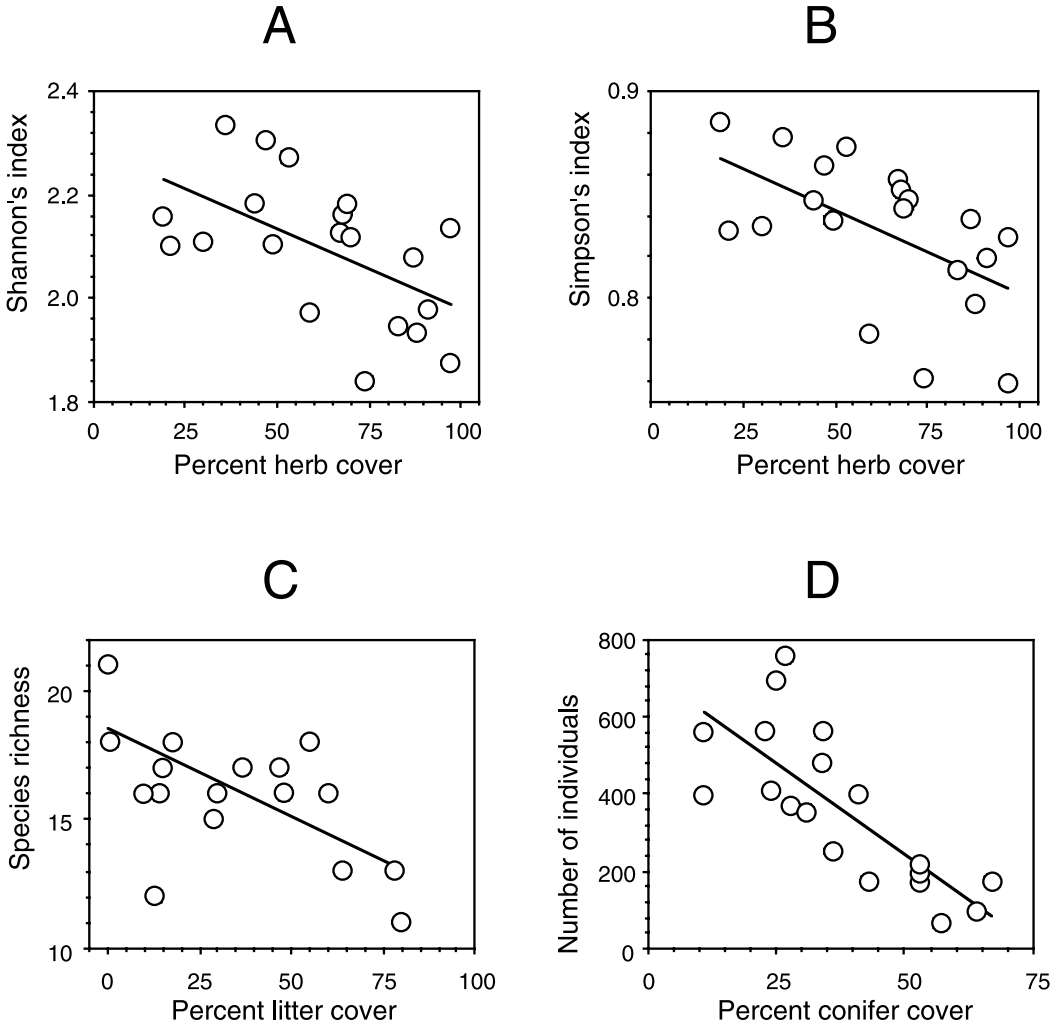 A
B
2.4
2.2
2.0
1.8
Shannon's index
0 25 50 75 100
Percent herb cover
0.9
0.8
Simpson's index
0 25 50 75 100
Percent herb cover
C
D
20
15
10
Species richness
0 25 50 75 100
Percent litter cover
800
600
400
200
0
Number of individuals
0 25 50 75
Percent conifer cover